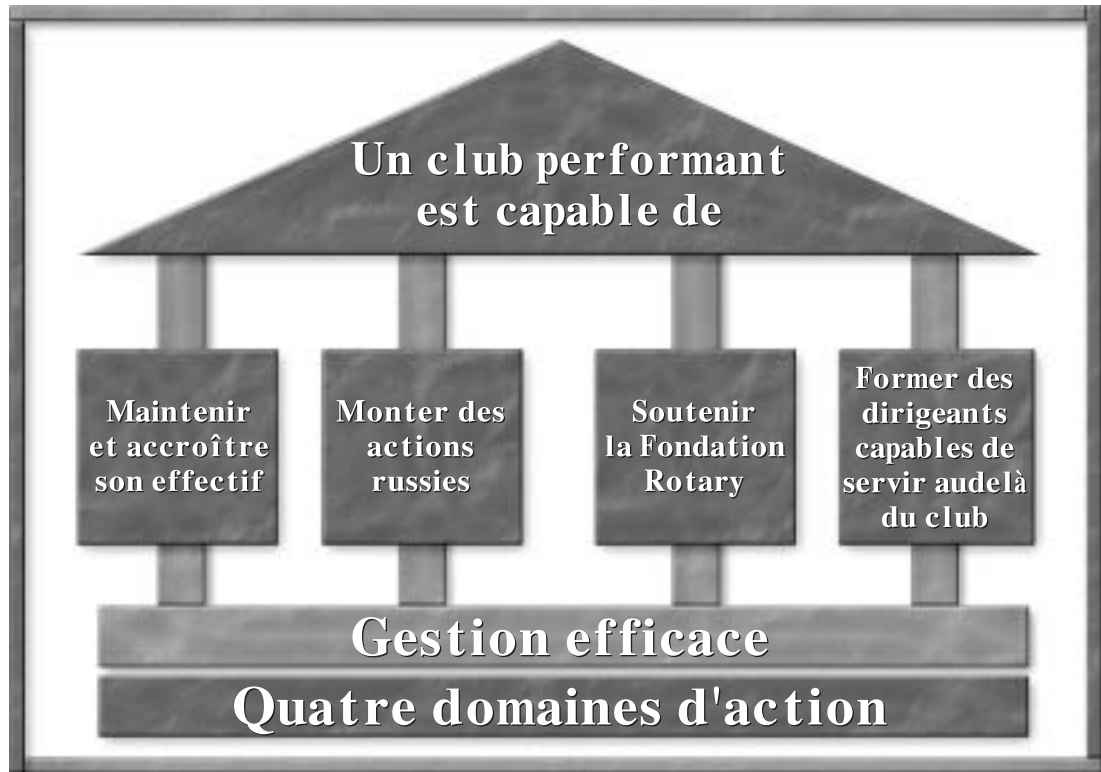 Un club performant
est capable de
Maintenir
et accroître
son effectif
Monter des
actions
russies
Soutenir
la Fondation
Rotary
Former des
dirigeants
capables de
servir audelà
du club
Gestion efficace
Quatre domaines d'action